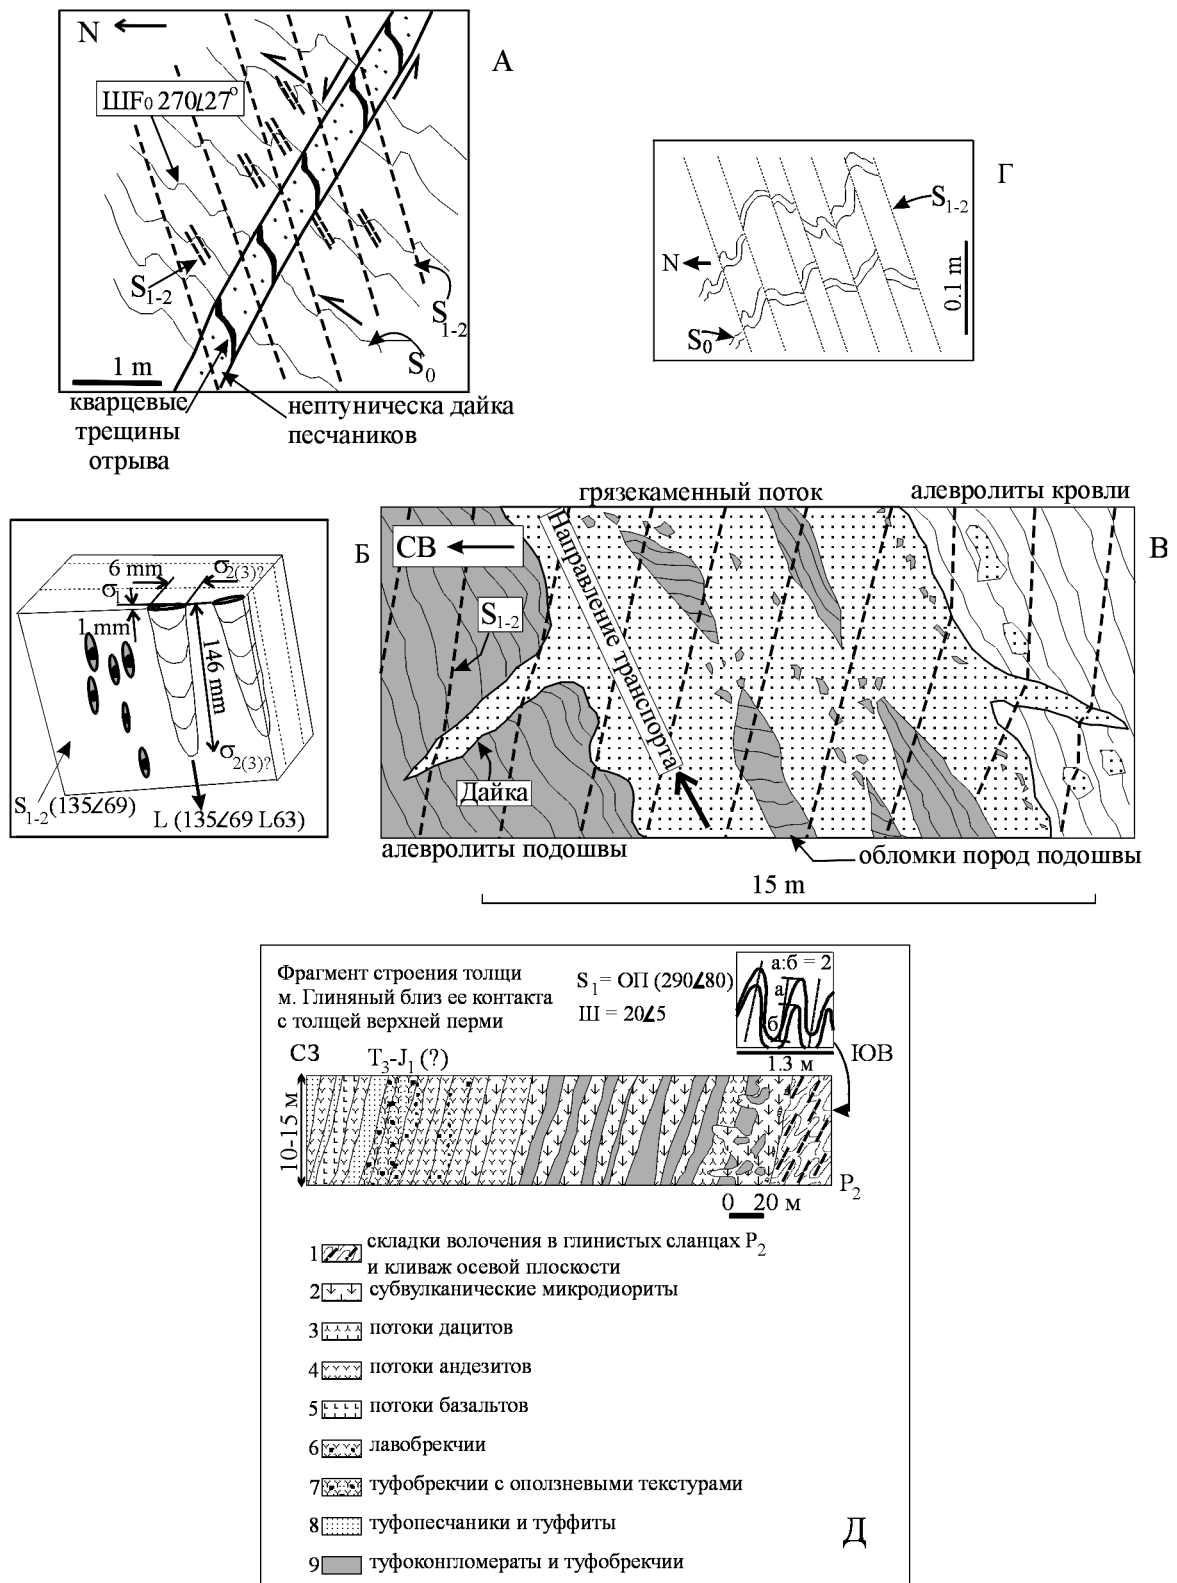 N
А
ШF0 270∠27°
S1-2
S1-2
S0
1 m
кварцевые
трещины
отрыва
нептуническа дайка
песчаников
Г
S1-2
N
S0
0.1 m
Б
6 mm
σ2(3)?
σ1
1 mm
146 mm
σ2(3)?
S1-2 (135∠69)
L (135∠69 L63)
грязекаменный поток
алевролиты кровли
В
СВ
S1-2
Направление транспорта
Дайка
алевролиты подошвы
обломки пород подошвы
15 m
Фрагмент строения толщи
м. Глиняный близ ее контакта
с толщей верхней перми
S1= ОП (290∠80)
Ш = 20∠5
а:б = 2
а
б
1.3 м
СЗ
T3-J1 (?)
ЮВ
10-15 м
P2
0 20 м
1 складки волочения в глинистых сланцах P2
и кливаж осевой плоскости
2 субвулканические микродиориты
3 потоки дацитов
4 потоки андезитов
5 потоки базальтов
6 лавобрекчии
7 туфобрекчии с оползневыми текстурами
8 туфопесчаники и туффиты
9 туфоконгломераты и туфобрекчии
Д